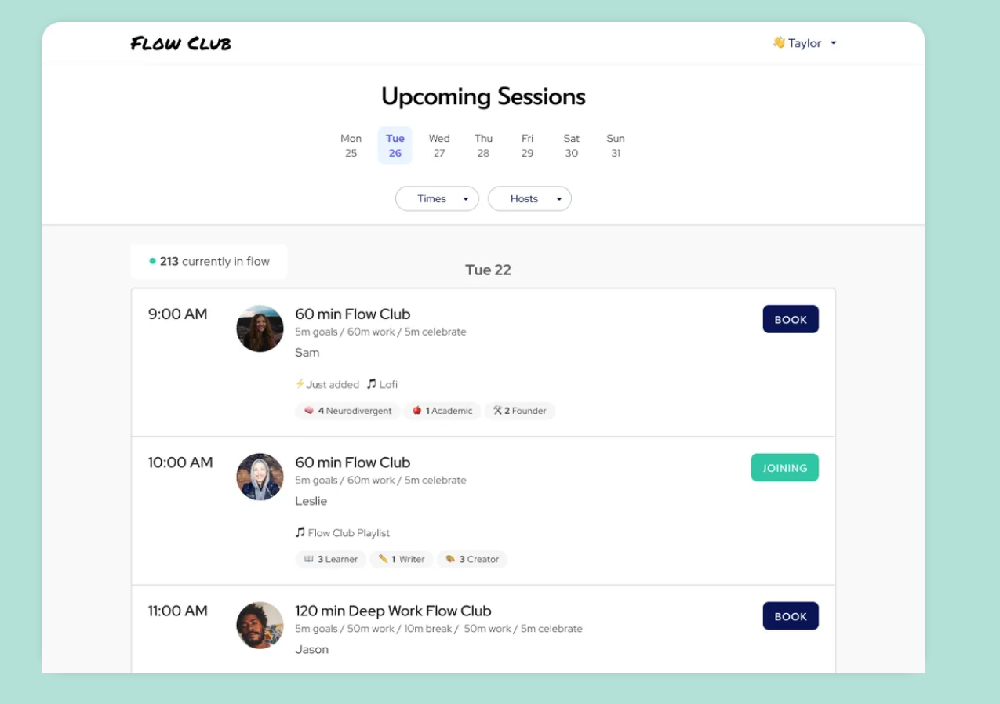 Flow Club
👋 Taylor
Upcoming Sessions
Mon Tue Wed Thu Fri Sat Sun
25 26 27 28 29 30 31
Times Hosts
213 currently in flow
Tue 22
9:00 AM 60 min Flow Club BOOK
5m goals / 60m work / 5m celebrate
Sam
⚡Just added 🎵 Lofi
🧠 4 Neurodivergent 🍎 1 Academic 🛠 2 Founder
10:00 AM 60 min Flow Club JOINING
5m goals / 60m work / 5m celebrate
Leslie
🎵 Flow Club Playlist
📖 3 Learner ✏️ 1 Writer 🎨 3 Creator
11:00 AM 120 min Deep Work Flow Club BOOK
5m goals / 50m work / 10m break / 50m work / 5m celebrate
Jason